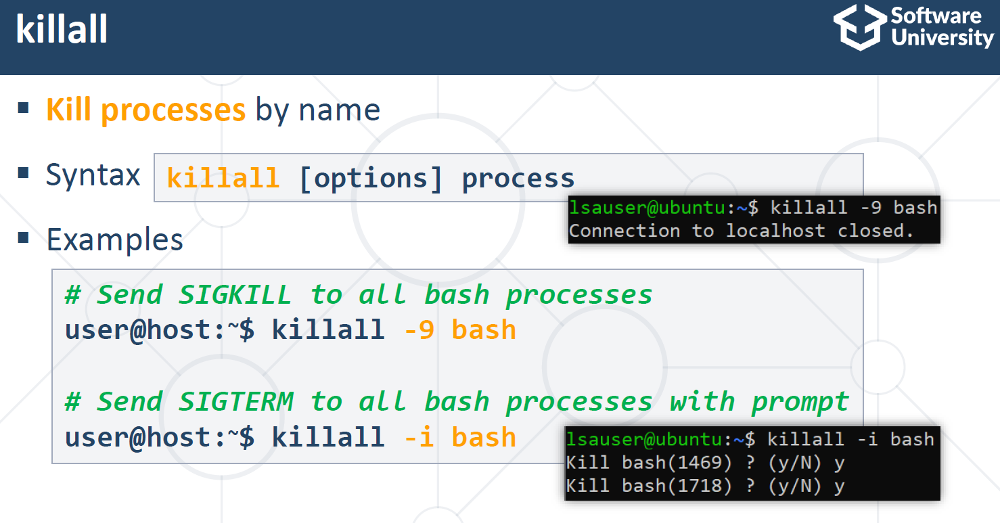 killall
Software
University
▪ Kill processes by name
▪ Syntax
killall [options] process
lsauser@ubuntu:~$ killall -9 bash
Connection to localhost closed.
▪ Examples
# Send SIGKILL to all bash processes
user@host:~$ killall -9 bash
# Send SIGTERM to all bash processes with prompt
user@host:~$ killall -i bash
lsauser@ubuntu:~$ killall -i bash
Kill bash(1469) ? (y/N) y
Kill bash(1718) ? (y/N) y